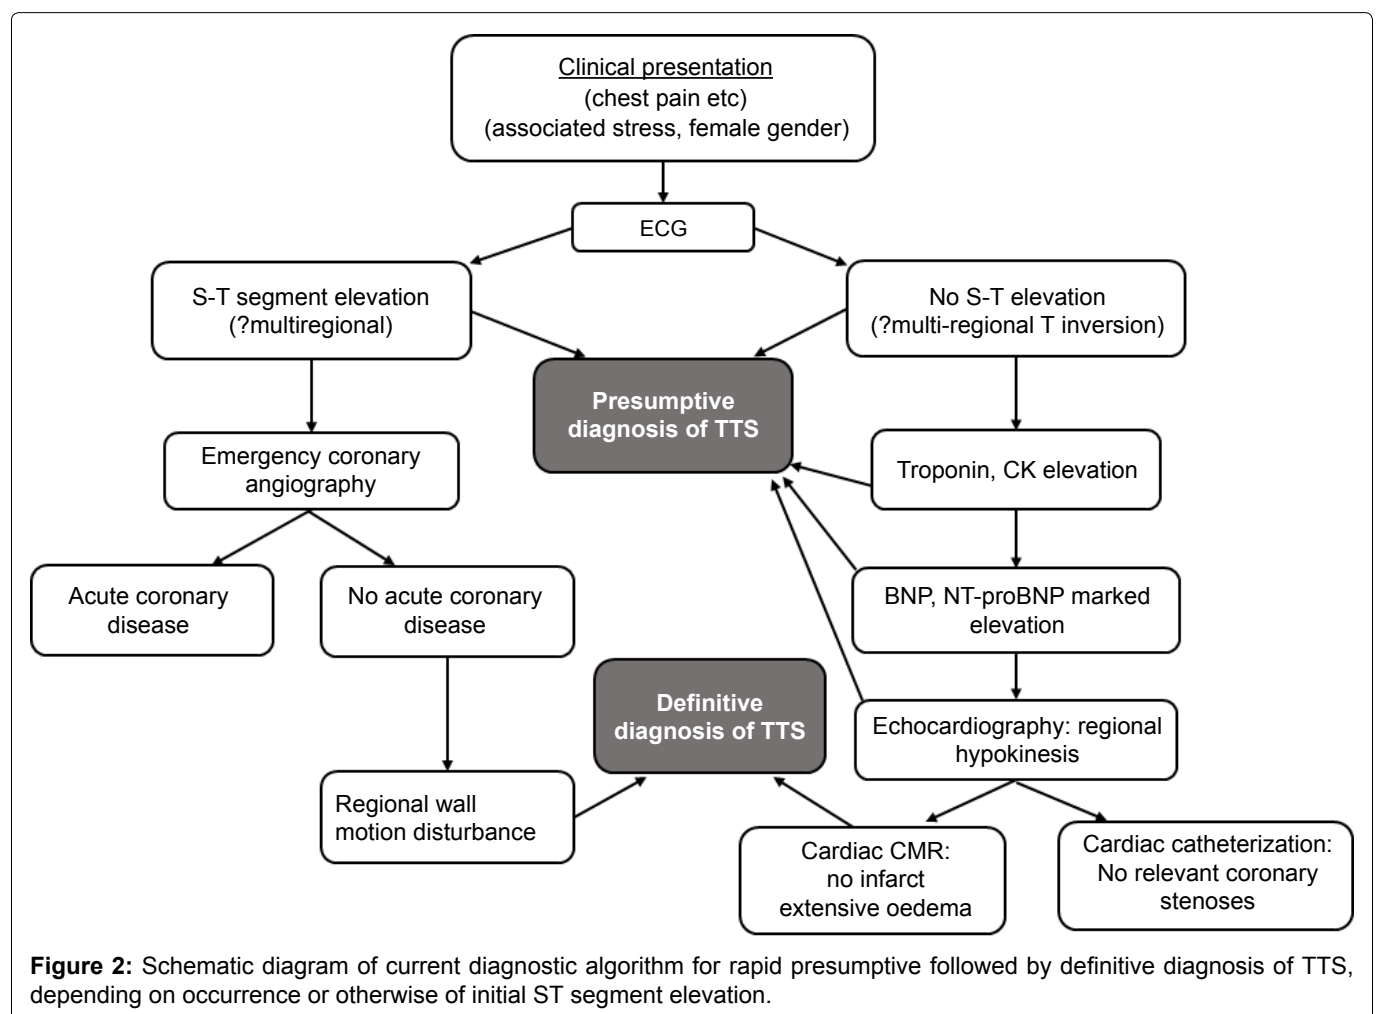 Clinical presentation
(chest pain etc)
(associated stress, female gender)
ECG
S-T segment elevation
(?multiregional)
No S-T elevation
(?multi-regional T inversion)
Presumptive
diagnosis of TTS
Emergency coronary
angiography
Troponin, CK elevation
Acute coronary
disease
No acute coronary
disease
BNP, NT-proBNP marked
elevation
Definitive
diagnosis of TTS
Echocardiography: regional
hypokinesis
Regional wall
motion disturbance
Cardiac CMR:
no infarct
extensive oedema
Cardiac catheterization:
No relevant coronary
stenoses
Figure 2: Schematic diagram of current diagnostic algorithm for rapid presumptive followed by definitive diagnosis of TTS,
depending on occurrence or otherwise of initial ST segment elevation.